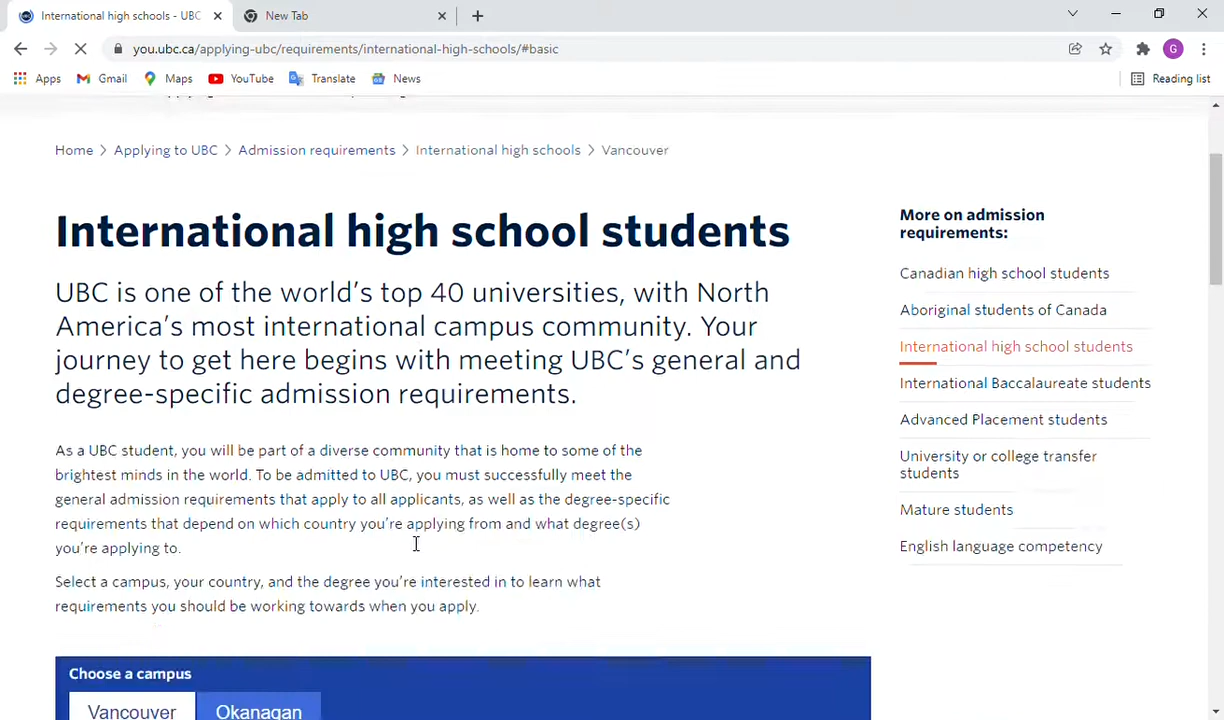 International high schools - UBC
New Tab
you.ubc.ca/applying-ubc/requirements/international-high-schools/#basic
G
Apps
Gmail
Maps
YouTube
Translate
News
Reading list
Home > Applying to UBC > Admission requirements > International high schools > Vancouver
International high school students
UBC is one of the world's top 40 universities, with North
America's most international campus community. Your
journey to get here begins with meeting UBC's general and
degree-specific admission requirements.
As a UBC student, you will be part of a diverse community that is home to some of the
brightest minds in the world. To be admitted to UBC, you must successfully meet the
general admission requirements that apply to all applicants, as well as the degree-specific
requirements that depend on which country you're applying from and what degree(s)
you're applying to.
Select a campus, your country, and the degree you're interested in to learn what
requirements you should be working towards when you apply.
Choose a campus
Vancouver
Okanagan
More on admission
requirements:
Canadian high school students
Aboriginal students of Canada
International high school students
International Baccalaureate students
Advanced Placement students
University or college transfer
students
Mature students
English language competency